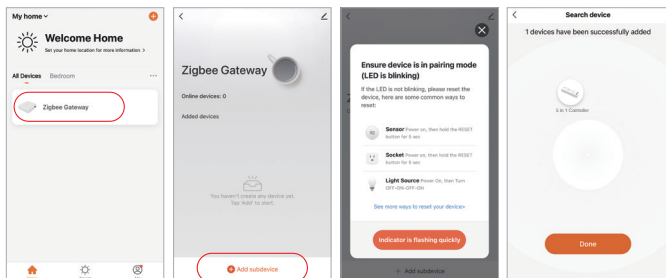 My home
Welcome Home
Set your home location for more information >
All Devices Bedroom ...
Zigbee Gateway
Zigbee Gateway
Online devices: 0
Added devices
You haven't create any device yet.
Tap 'Add' to start.
Add subdevice
Ensure device is in pairing mode
(LED is blinking)
If the LED is not blinking, please reset the
device, here are some common ways to
reset:
Sensor Power on, then hold the RESET
button for 5 sec
Socket Power on, then hold the RESET
button for 5 sec
Light Source Power On, then Turn
OFF-ON-OFF-ON
See more ways to reset your device>
Indicator is flashing quickly
+ Add subdevice
Search device
1 devices have been successfully added
5 in 1 Controller
Done